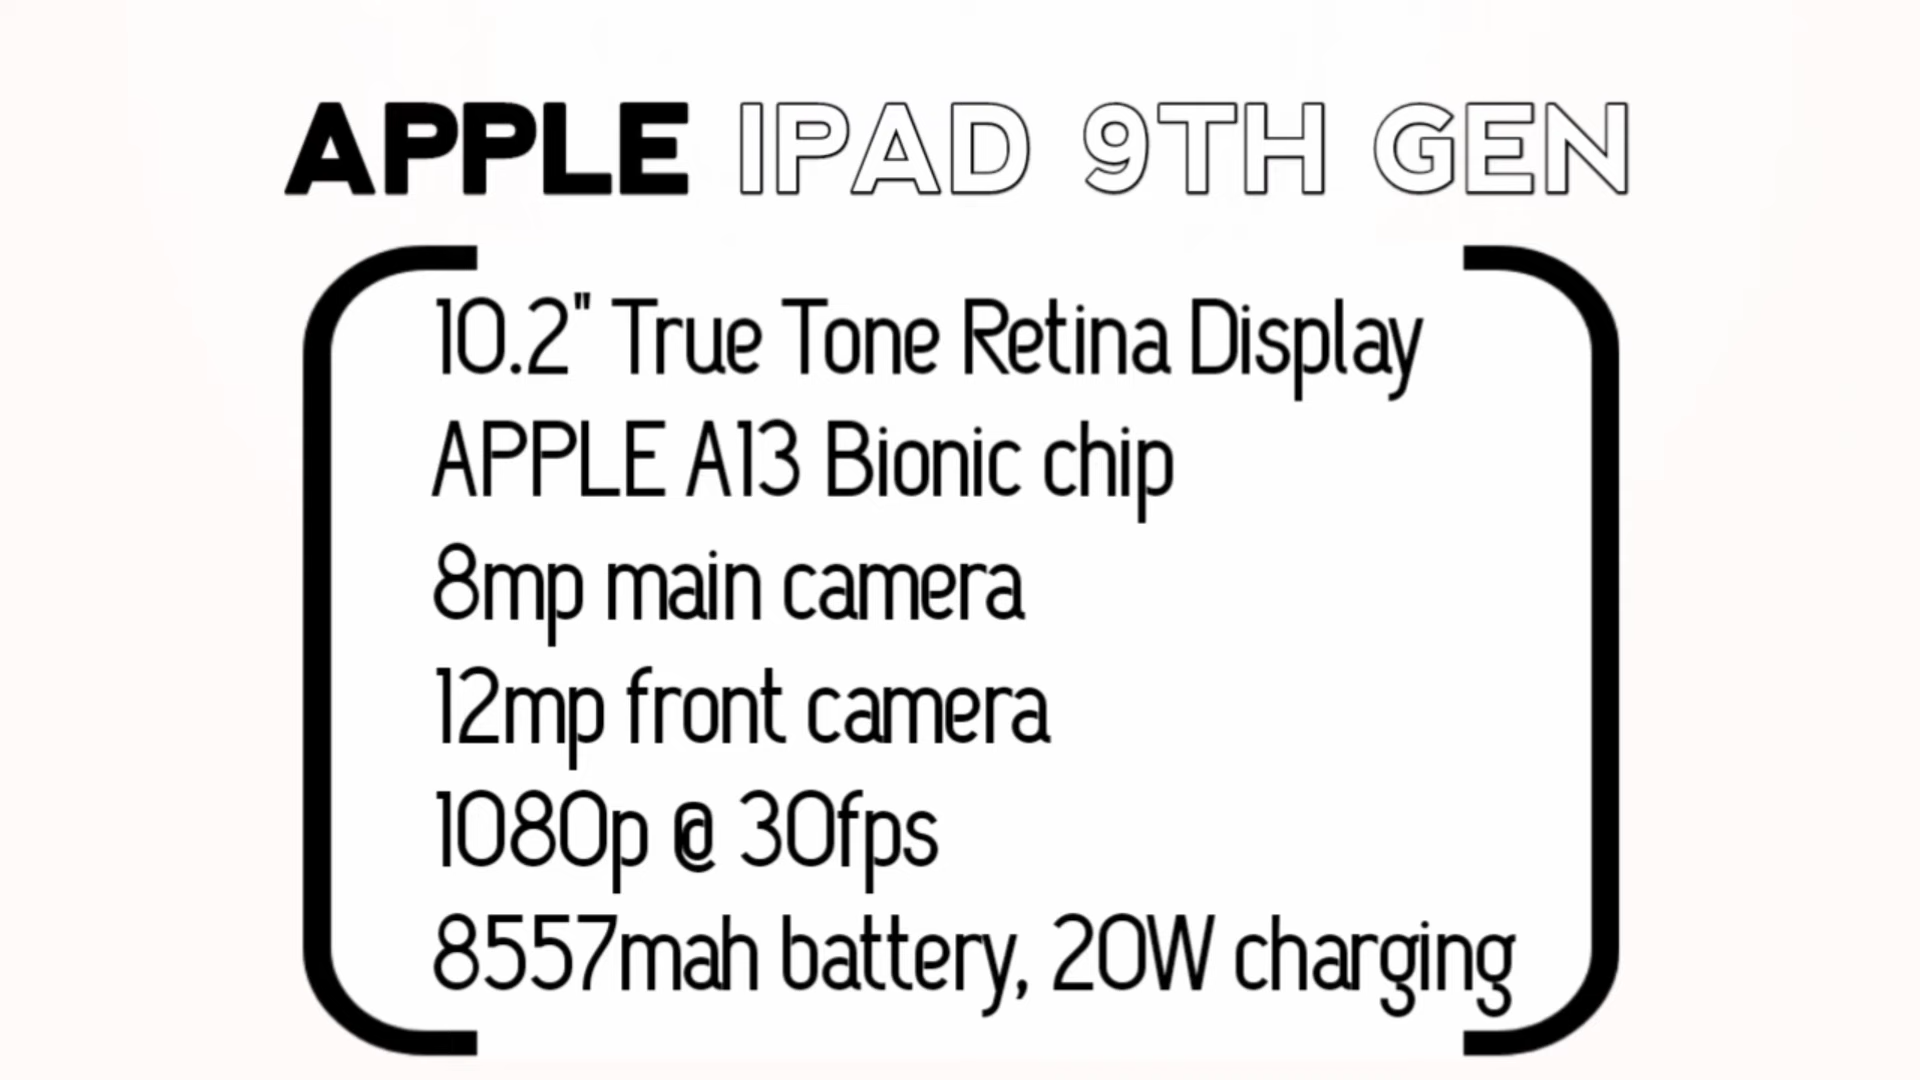 APPLE IPAD 9TH GEN
10.2" True Tone Retina Display
APPLE A13 Bionic chip
8mp main camera
12mp front camera
1080p @ 30fps
8557mah battery, 20W charging